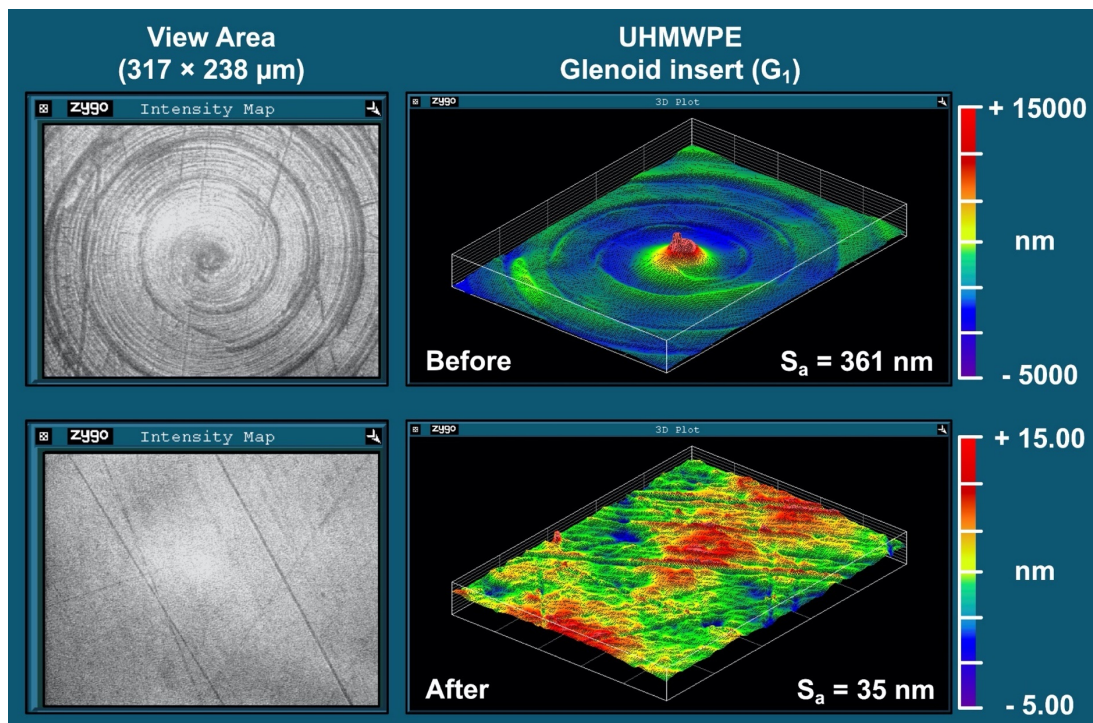 View Area
(317 × 238 µm)
UHMWPE
Glenoid insert (G₁)
zygo Intensity Map
zygo 3D Plot
+ 15000
nm
- 5000
Before
Sₐ = 361 nm
zygo Intensity Map
zygo 3D Plot
+ 15.00
nm
- 5.00
After
Sₐ = 35 nm